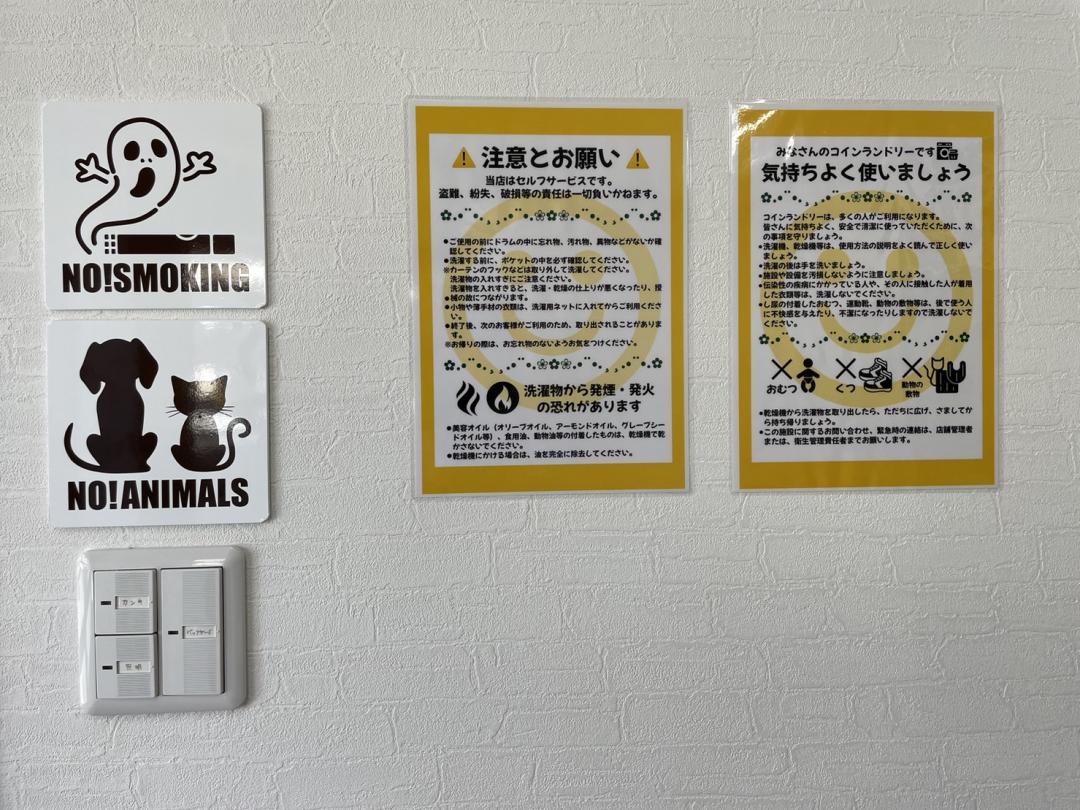 NO!SMOKING
NO!ANIMALS
注意とお願い
当店はセルフサービスです。
盗難、紛失、破損等の責任は一切負いかねます。
●ご使用の前にドラムの中に忘れ物、汚れ物、異物などがないか確
認してください。
●洗濯する前に、ポケットの中を必ず確認してください。
※カーテンのフックなどは取り外して洗濯してください。
洗濯物の入れすぎにご注意ください。
洗濯物を入れすぎると、洗濯・乾燥の仕上りが悪くなったり、授
●械の故につながります。
●小物や薄手材の衣類は、洗濯用ネットに入れてからご利用くださ
い。
●終了後、次のお客様がご利用のため、取り出されることがありま
す。
※お帰りの際は、お忘れ物のないようお気をつけください。
洗濯物から発煙・発火
の恐れがあります
●美容オイル（オリーブオイル、アーモンドオイル、グレープシー
ドオイル等）、食用油、動物油等の付着したものは、乾燥機で乾
かさないでください。
●乾燥機にかける場合は、油を完全に除去してください。
みなさんのコインランドリーです
気持ちよく使いましょう
コインランドリーは、多くの人がご利用になります。
皆さんに気持ちよく、安全で清潔に使っていただくために、次
の事項を守りましょう。
●洗濯機、乾燥機等は、使用方法の説明をよく読んで正しく使い
ましょう。
●洗濯の後は手を洗いましょう。
●施設や設備を汚損しないように注意しましょう。
●伝染性の疾病にかかっている人や、その人に接触した人が着用
した衣類等は、洗濯しないでください。
●し尿の付着したおむつ、運動靴、動物の敷物等は、後で使う人
に不快感を与えたり、不潔になったりしますので洗濯しないで
ください。
おむつ
くつ
動物の
敷物
●乾燥機から洗濯物を取り出したら、ただちに広げ、さましてか
ら持ち帰りましょう。
●この施設に関するお問い合わせ、緊急時の連絡は、店舗管理者
または、衛生管理責任者までお願いします。
バックヤード
照明